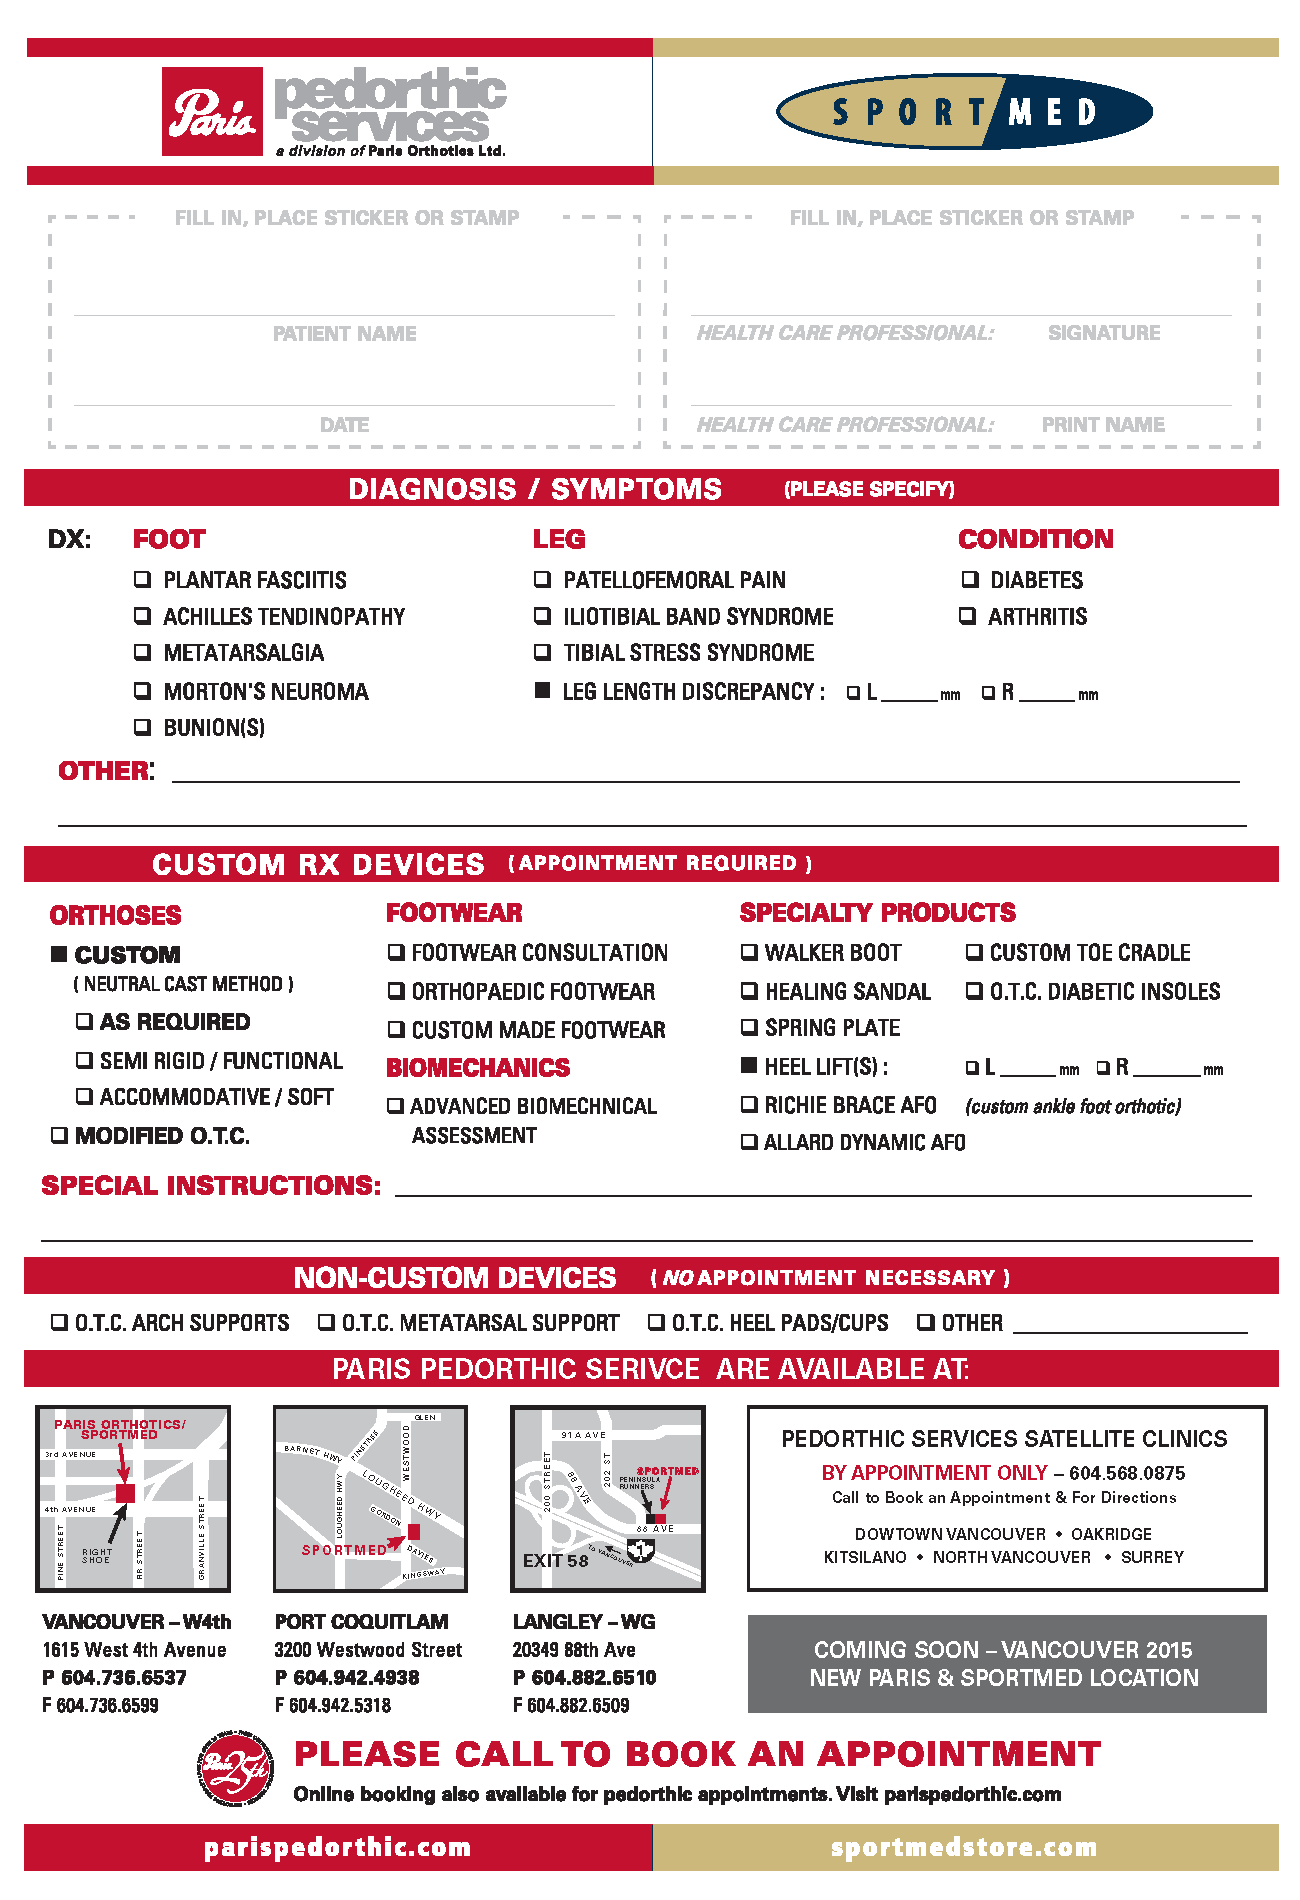 Paris pedorthic services
a division of Paris Orthotics Ltd.
SPORTMED
FILL IN, PLACE STICKER OR STAMP
PATIENT NAME
DATE
FILL IN, PLACE STICKER OR STAMP
HEALTH CARE PROFESSIONAL: SIGNATURE
HEALTH CARE PROFESSIONAL: PRINT NAME
DIAGNOSIS / SYMPTOMS (PLEASE SPECIFY)
DX:
FOOT
❑ PLANTAR FASCIITIS
❑ ACHILLES TENDINOPATHY
❑ METATARSALGIA
❑ MORTON'S NEUROMA
❑ BUNION(S)
LEG
❑ PATELLOFEMORAL PAIN
❑ ILIOTIBIAL BAND SYNDROME
❑ TIBIAL STRESS SYNDROME
■ LEG LENGTH DISCREPANCY : ❑ L _____ mm ❑ R _____ mm
CONDITION
❑ DIABETES
❑ ARTHRITIS
OTHER:
CUSTOM RX DEVICES ( APPOINTMENT REQUIRED )
ORTHOSES
■ CUSTOM
( NEUTRAL CAST METHOD )
❑ AS REQUIRED
❑ SEMI RIGID / FUNCTIONAL
❑ ACCOMMODATIVE / SOFT
❑ MODIFIED O.T.C.
FOOTWEAR
❑ FOOTWEAR CONSULTATION
❑ ORTHOPAEDIC FOOTWEAR
❑ CUSTOM MADE FOOTWEAR
BIOMECHANICS
❑ ADVANCED BIOMECHNICAL
ASSESSMENT
SPECIALTY PRODUCTS
❑ WALKER BOOT ❑ CUSTOM TOE CRADLE
❑ HEALING SANDAL ❑ O.T.C. DIABETIC INSOLES
❑ SPRING PLATE
■ HEEL LIFT(S) : ❑ L _____ mm ❑ R ______ mm
❑ RICHIE BRACE AFO (custom ankle foot orthotic)
❑ ALLARD DYNAMIC AFO
SPECIAL INSTRUCTIONS:
NON-CUSTOM DEVICES ( NO APPOINTMENT NECESSARY )
❑ O.T.C. ARCH SUPPORTS ❑ O.T.C. METATARSAL SUPPORT ❑ O.T.C. HEEL PADS/CUPS ❑ OTHER
PARIS PEDORTHIC SERIVCE ARE AVAILABLE AT:
PARIS ORTHOTICS/
SPORTMED
3rd AVENUE
4th AVENUE
RIGHT
SHOE
PINE STREET
RR STREET
GRANVILLE STREET
GLEN
BARNET HWY
PINETREE
WESTWOOD
LOUGHEED HWY
LOUGHEED HWY
GORDON
SPORTMED
DAVIES
KINGSWAY
91A AVE
200 STREET
88 AVE
202 ST
SPORTMED
PENINSULA
RUNNERS
88 AVE
EXIT 58
To VANCOUVER
1
VANCOUVER – W4th
1615 West 4th Avenue
P 604.736.6537
F 604.736.6599
PORT COQUITLAM
3200 Westwood Street
P 604.942.4938
F 604.942.5318
LANGLEY – WG
20349 88th Ave
P 604.882.6510
F 604.882.6509
PEDORTHIC SERVICES SATELLITE CLINICS
BY APPOINTMENT ONLY – 604.568.0875
Call to Book an Appointment & For Directions
DOWTOWN VANCOUVER • OAKRIDGE
KITSILANO • NORTH VANCOUVER • SURREY
COMING SOON – VANCOUVER 2015
NEW PARIS & SPORTMED LOCATION
Paris 25th
PLEASE CALL TO BOOK AN APPOINTMENT
Online booking also available for pedorthic appointments. Visit parispedorthic.com
parispedorthic.com
sportmedstore.com